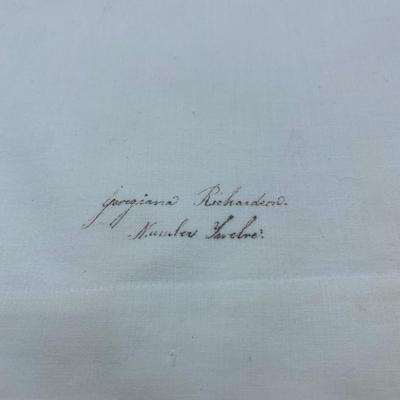 Georgiana Richardson.
Number Twelve.